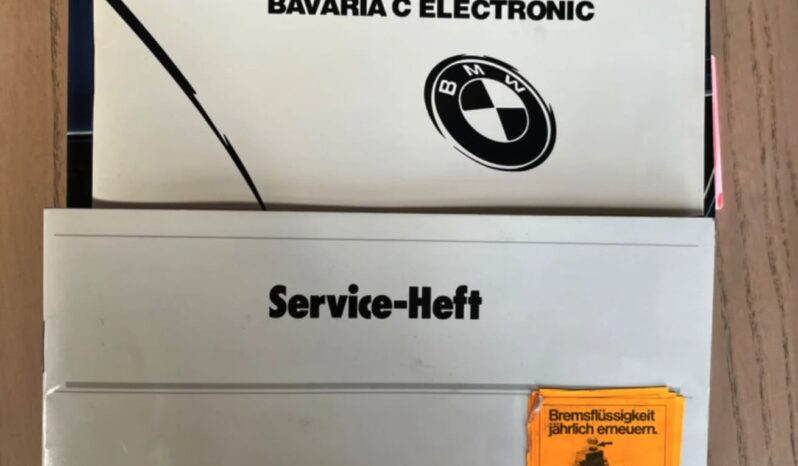 BAVARIA C ELECTRONIC
BMW
Service-Heft
Bremsflüssigkeit
jährlich erneuern.